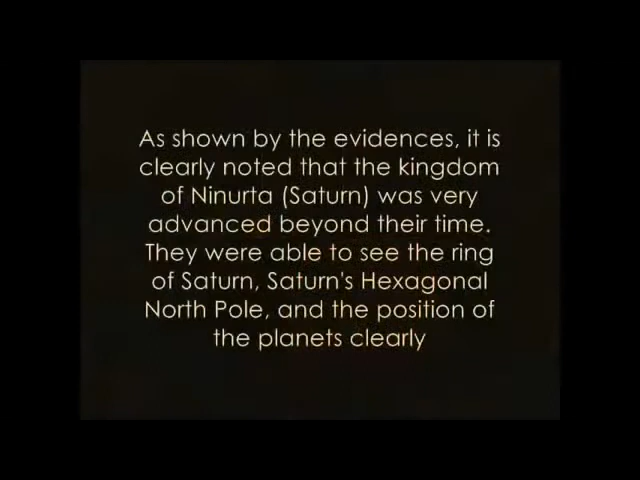 As shown by the evidences, it is
clearly noted that the kingdom
of Ninurta (Saturn) was very
advanced beyond their time.
They were able to see the ring
of Saturn, Saturn's Hexagonal
North Pole, and the position of
the planets clearly